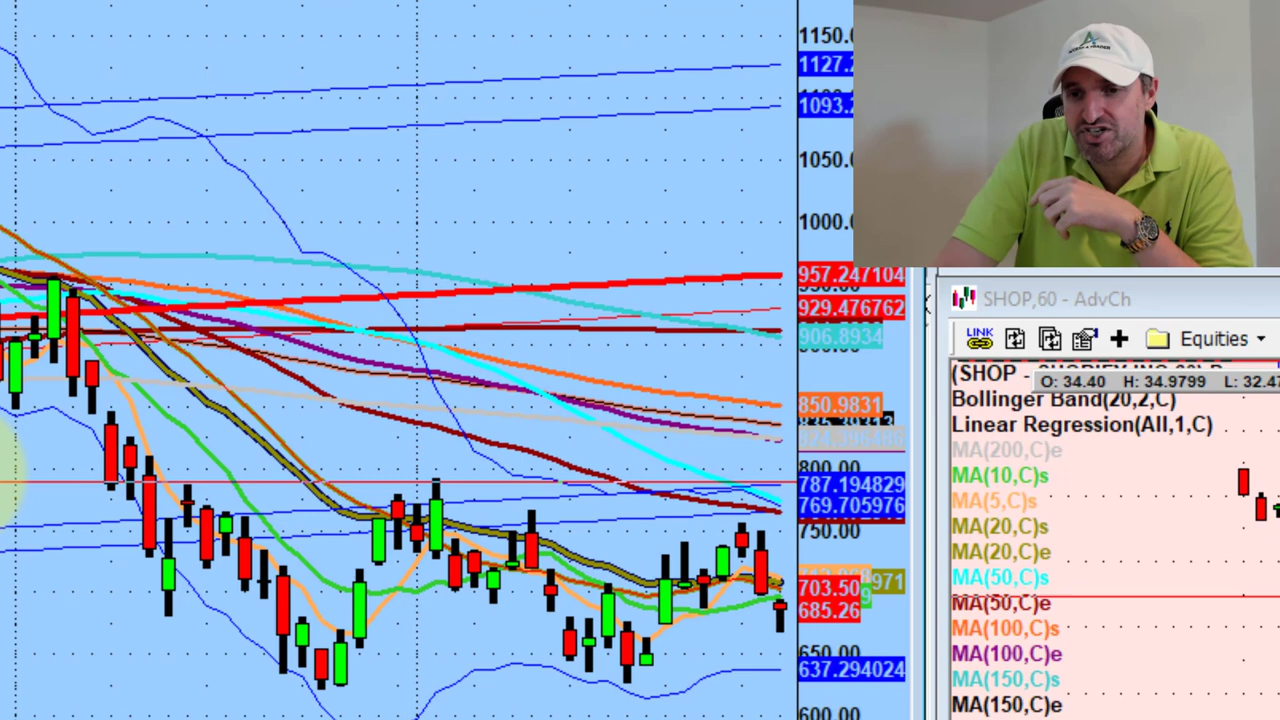 1150.0
1127.2
1093.2
1050.0
1000.0
957.247104
929.476762
906.8934
850.9831
800.00
787.194829
769.705976
750.00
971
703.50
9
685.26
650.00
637.294024
600.00
SHOP,60 - AdvCh
LINK
Equities
(SHOP -
O: 34.40 H: 34.9799 L: 32.47
Bollinger Band(20,2,C)
Linear Regression(All,1,C)
MA(200,C)e
MA(10,C)s
MA(5,C)s
MA(20,C)s
MA(20,C)e
MA(50,C)s
MA(50,C)e
MA(100,C)s
MA(100,C)e
MA(150,C)s
MA(150,C)e